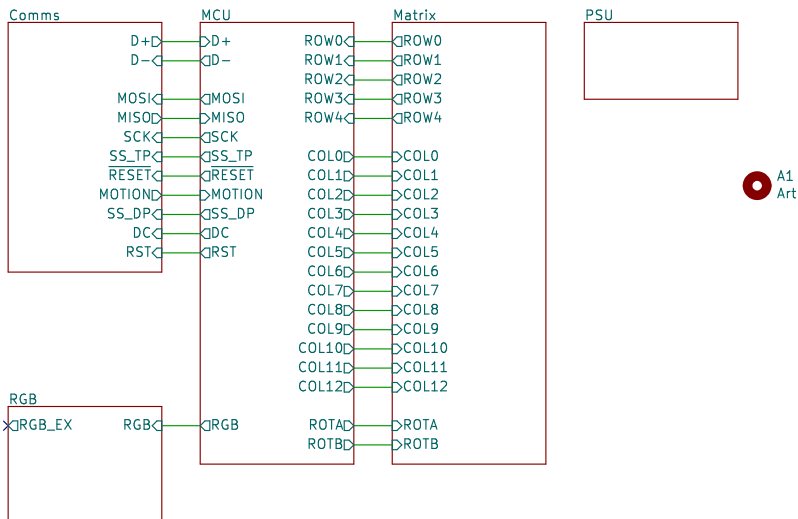 Comms
D+
D-
MOSI
MISO
SCK
SS_TP
RESET
MOTION
SS_DP
DC
RST
MCU
D+
D-
MOSI
MISO
SCK
SS_TP
RESET
MOTION
SS_DP
DC
RST
RGB
ROW0
ROW1
ROW2
ROW3
ROW4
COL0
COL1
COL2
COL3
COL4
COL5
COL6
COL7
COL8
COL9
COL10
COL11
COL12
ROTA
ROTB
Matrix
ROW0
ROW1
ROW2
ROW3
ROW4
COL0
COL1
COL2
COL3
COL4
COL5
COL6
COL7
COL8
COL9
COL10
COL11
COL12
ROTA
ROTB
PSU
A1
Art
RGB
RGB_EX
RGB